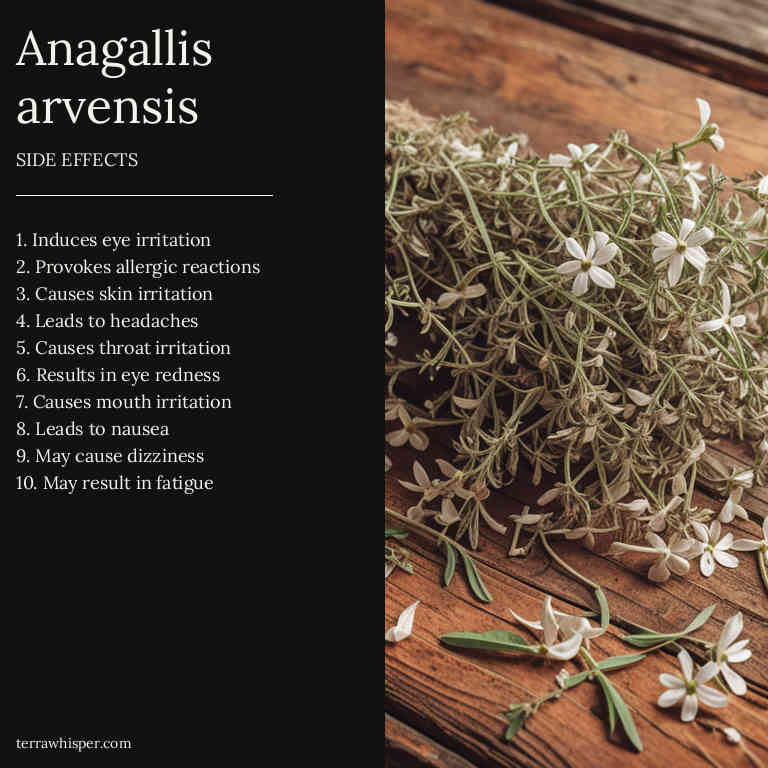 Anagallis
arvensis
SIDE EFFECTS
1. Induces eye irritation
2. Provokes allergic reactions
3. Causes skin irritation
4. Leads to headaches
5. Causes throat irritation
6. Results in eye redness
7. Causes mouth irritation
8. Leads to nausea
9. May cause dizziness
10. May result in fatigue
terrawhisper.com